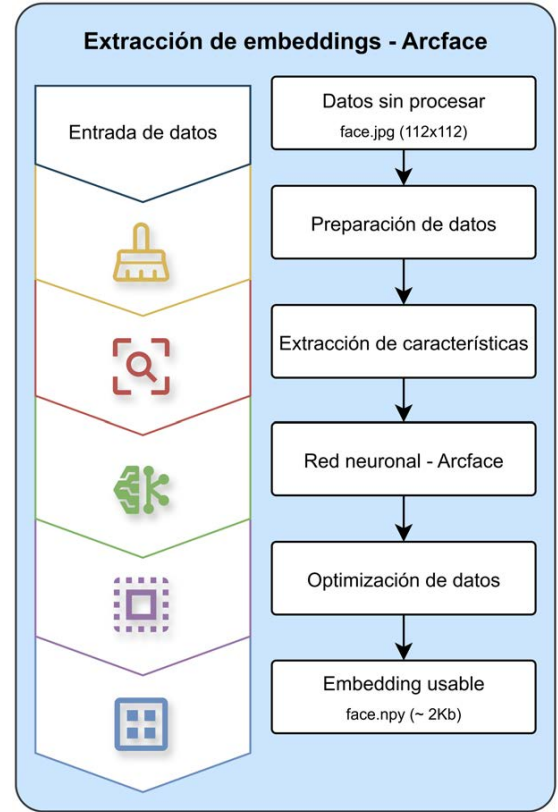 Extracción de embeddings - Arcface
Entrada de datos
Datos sin procesar
face.jpg (112x112)
Preparación de datos
Extracción de characterísticas
Red neuronal - Arcface
Optimización de datos
Embedding usable
face.npy (~ 2Kb)